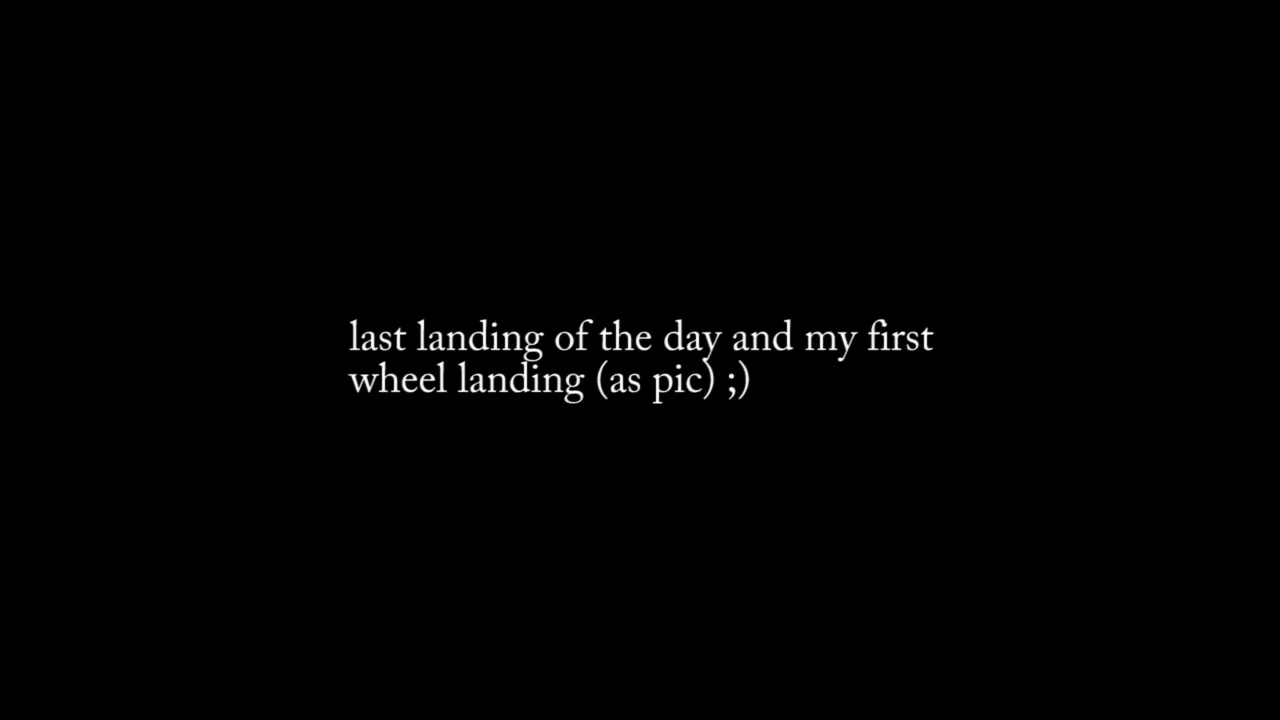 last landing of the day and my first
wheel landing (as pic) ;)